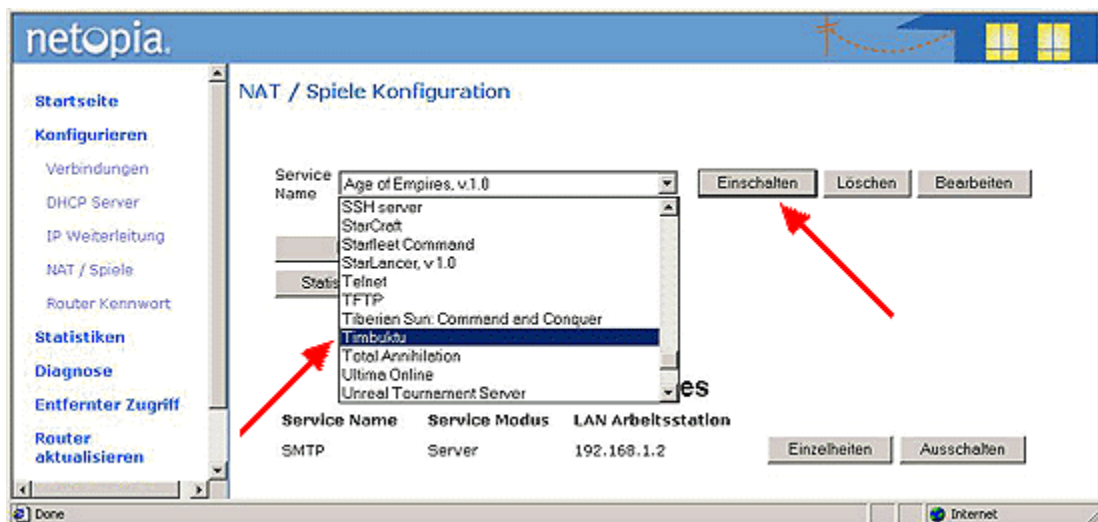 netopia.
Startseite
Konfigurieren
Verbindungen
DHCP Server
IP Weiterleitung
NAT / Spiele
Router Kennwort
Statistiken
Diagnose
Entfernter Zugriff
Router
aktualisieren
NAT / Spiele Konfiguration
Service
Name
Age of Empires, v.1.0
Einschalten
Löschen
Bearbeiten
SSH server
StarCraft
Starfleet Command
StarLancer, v 1.0
Telnet
TFTP
Tiberian Sun: Command and Conquer
Timbuktu
Total Annihilation
Ultima Online
Unreal Tournament Server
Service Name Service Modus LAN Arbeitsstation
SMTP Server 192.168.1.2 Einzelheiten Ausschalten
Done
Internet